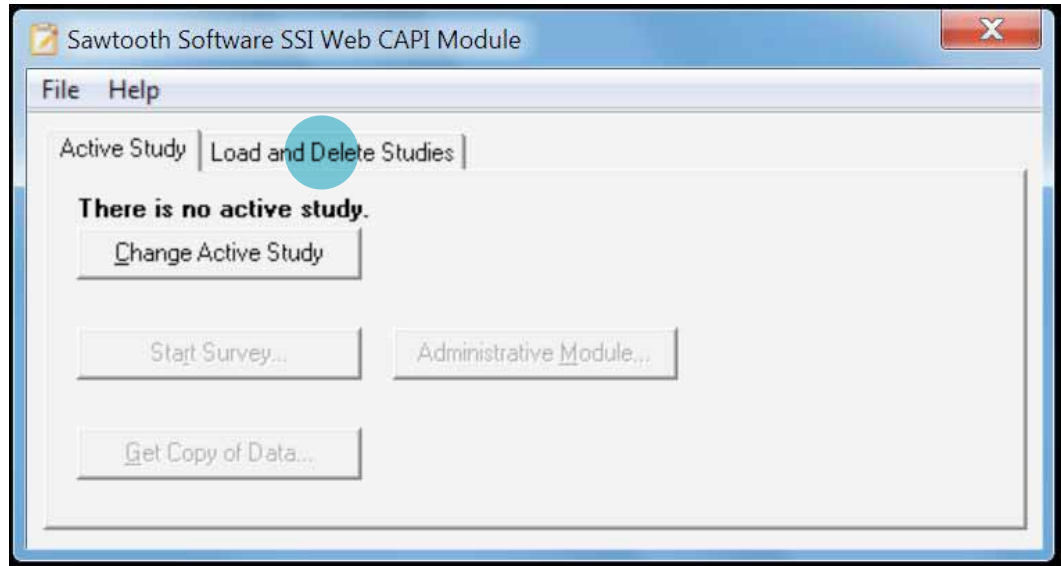 Sawtooth Software SSI Web CAPI Module
File Help
Active Study Load and Delete Studies
There is no active study.
Change Active Study
Start Survey... Administrative Module...
Get Copy of Data...